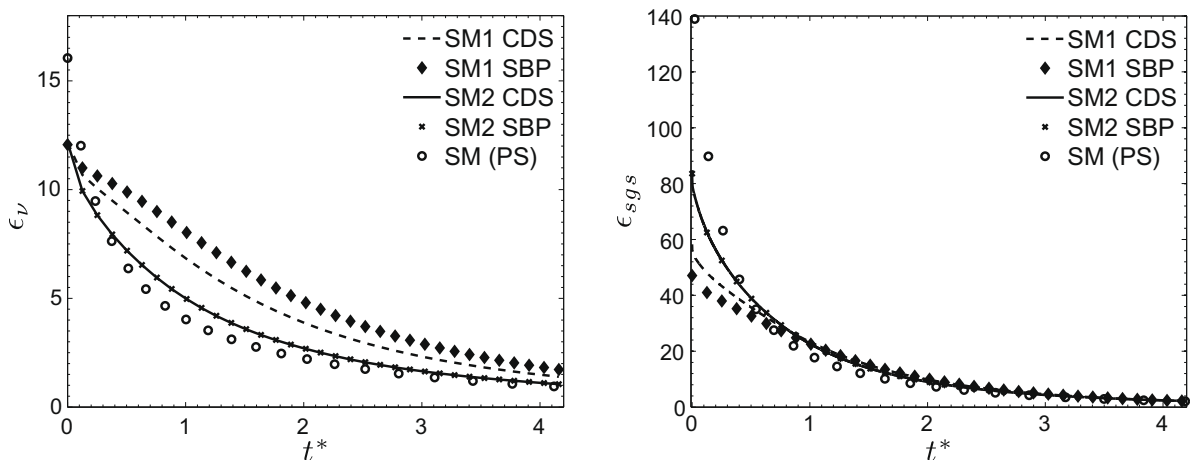 SM1 CDS
SM1 SBP
SM2 CDS
SM2 SBP
SM (PS)
15
10
5
0
ϵ_ν
0 1 2 3 4
t*
SM1 CDS
SM1 SBP
SM2 CDS
SM2 SBP
SM (PS)
140
120
100
80
60
40
20
0
ϵ_sgs
0 1 2 3 4
t*